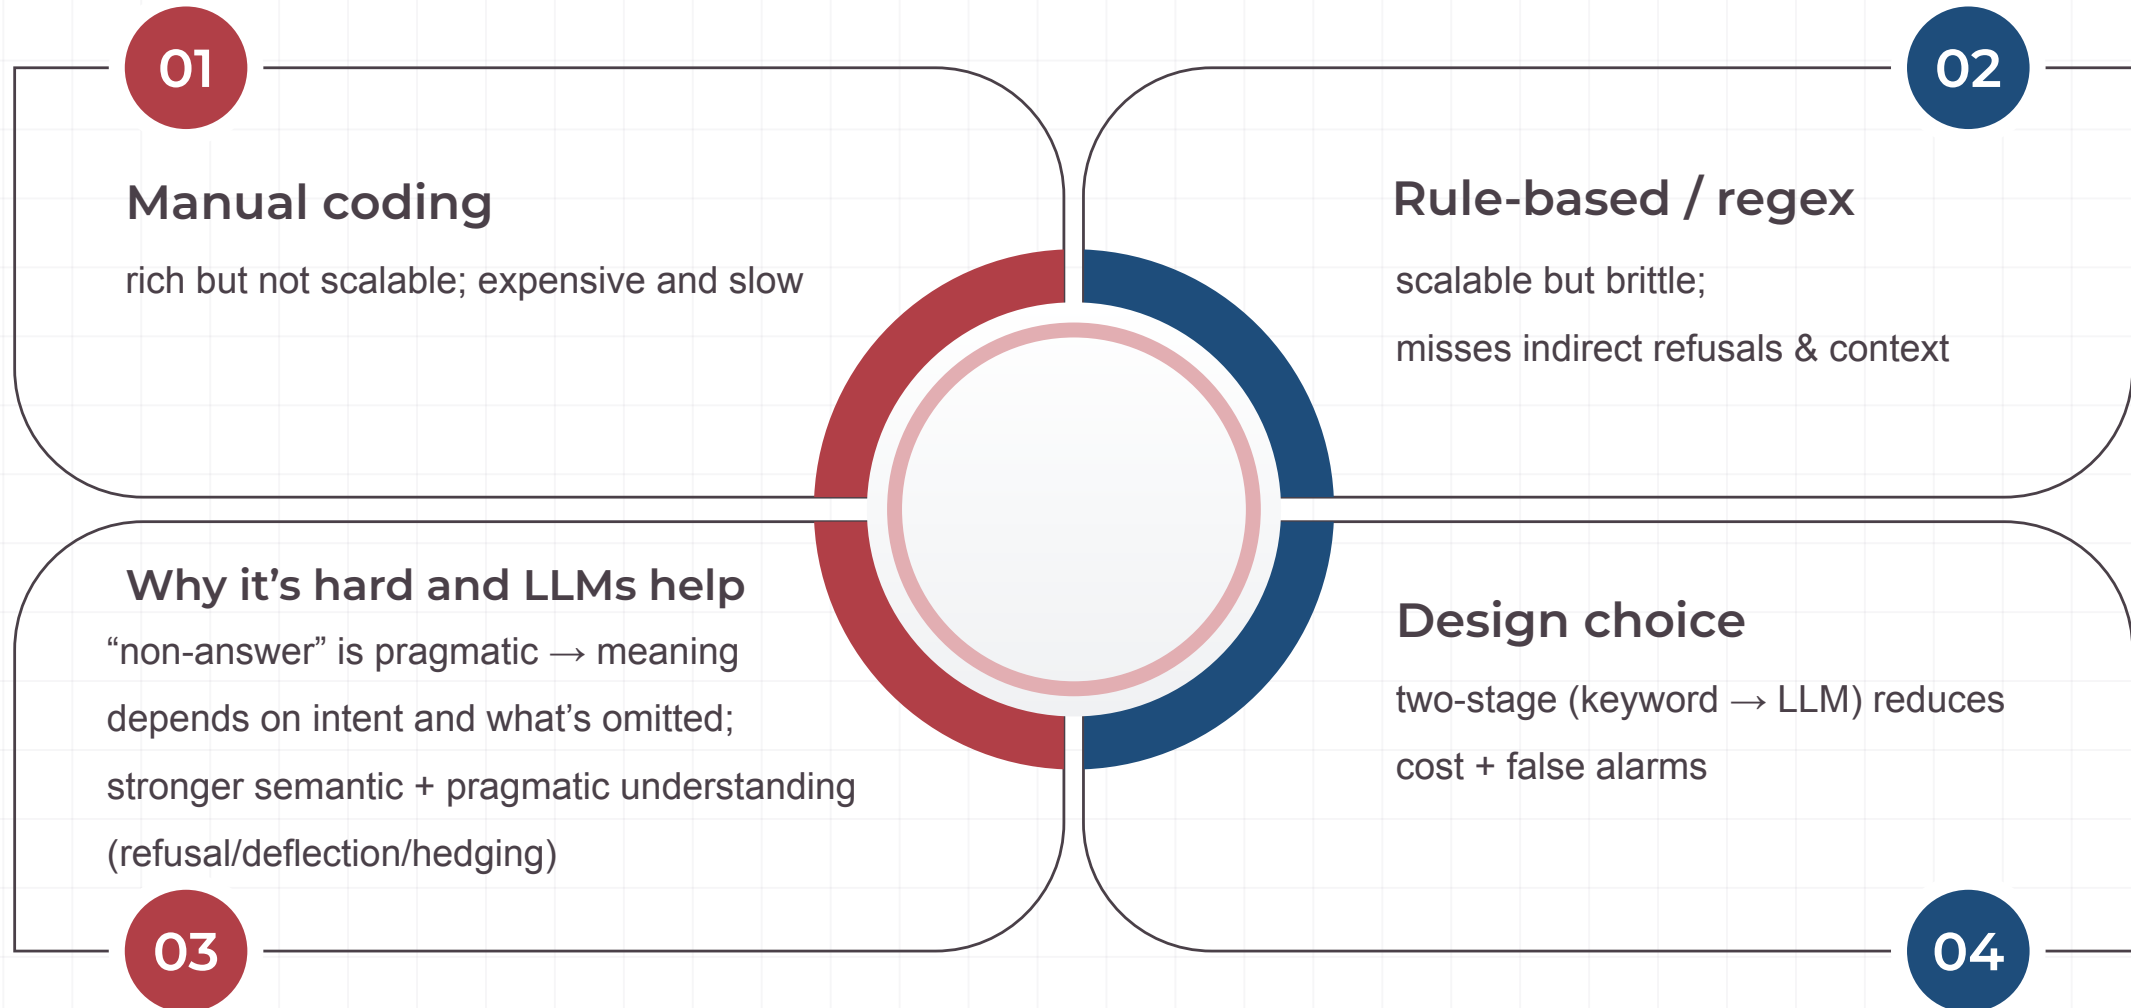 01
Manual coding
rich but not scalable; expensive and slow
02
Rule-based / regex
scalable but brittle;
misses indirect refusals & context
Why it’s hard and LLMs help
“non-answer” is pragmatic → meaning
depends on intent and what’s omitted;
stronger semantic + pragmatic understanding
(refusal/deflection/hedging)
03
Design choice
two-stage (keyword → LLM) reduces
cost + false alarms
04